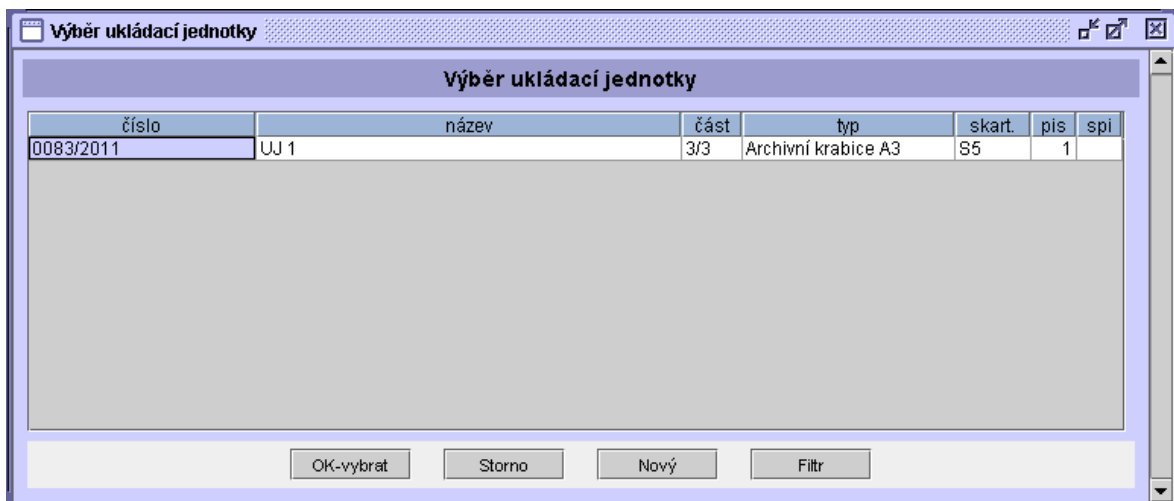 Výběr ukládací jednotky
Výběr ukládací jednotky
číslo název část typ skart. pis spi
0083/2011 UJ 1 3/3 Archivní krabice A3 S5 1
OK-vybrat Storno Nový Filtr